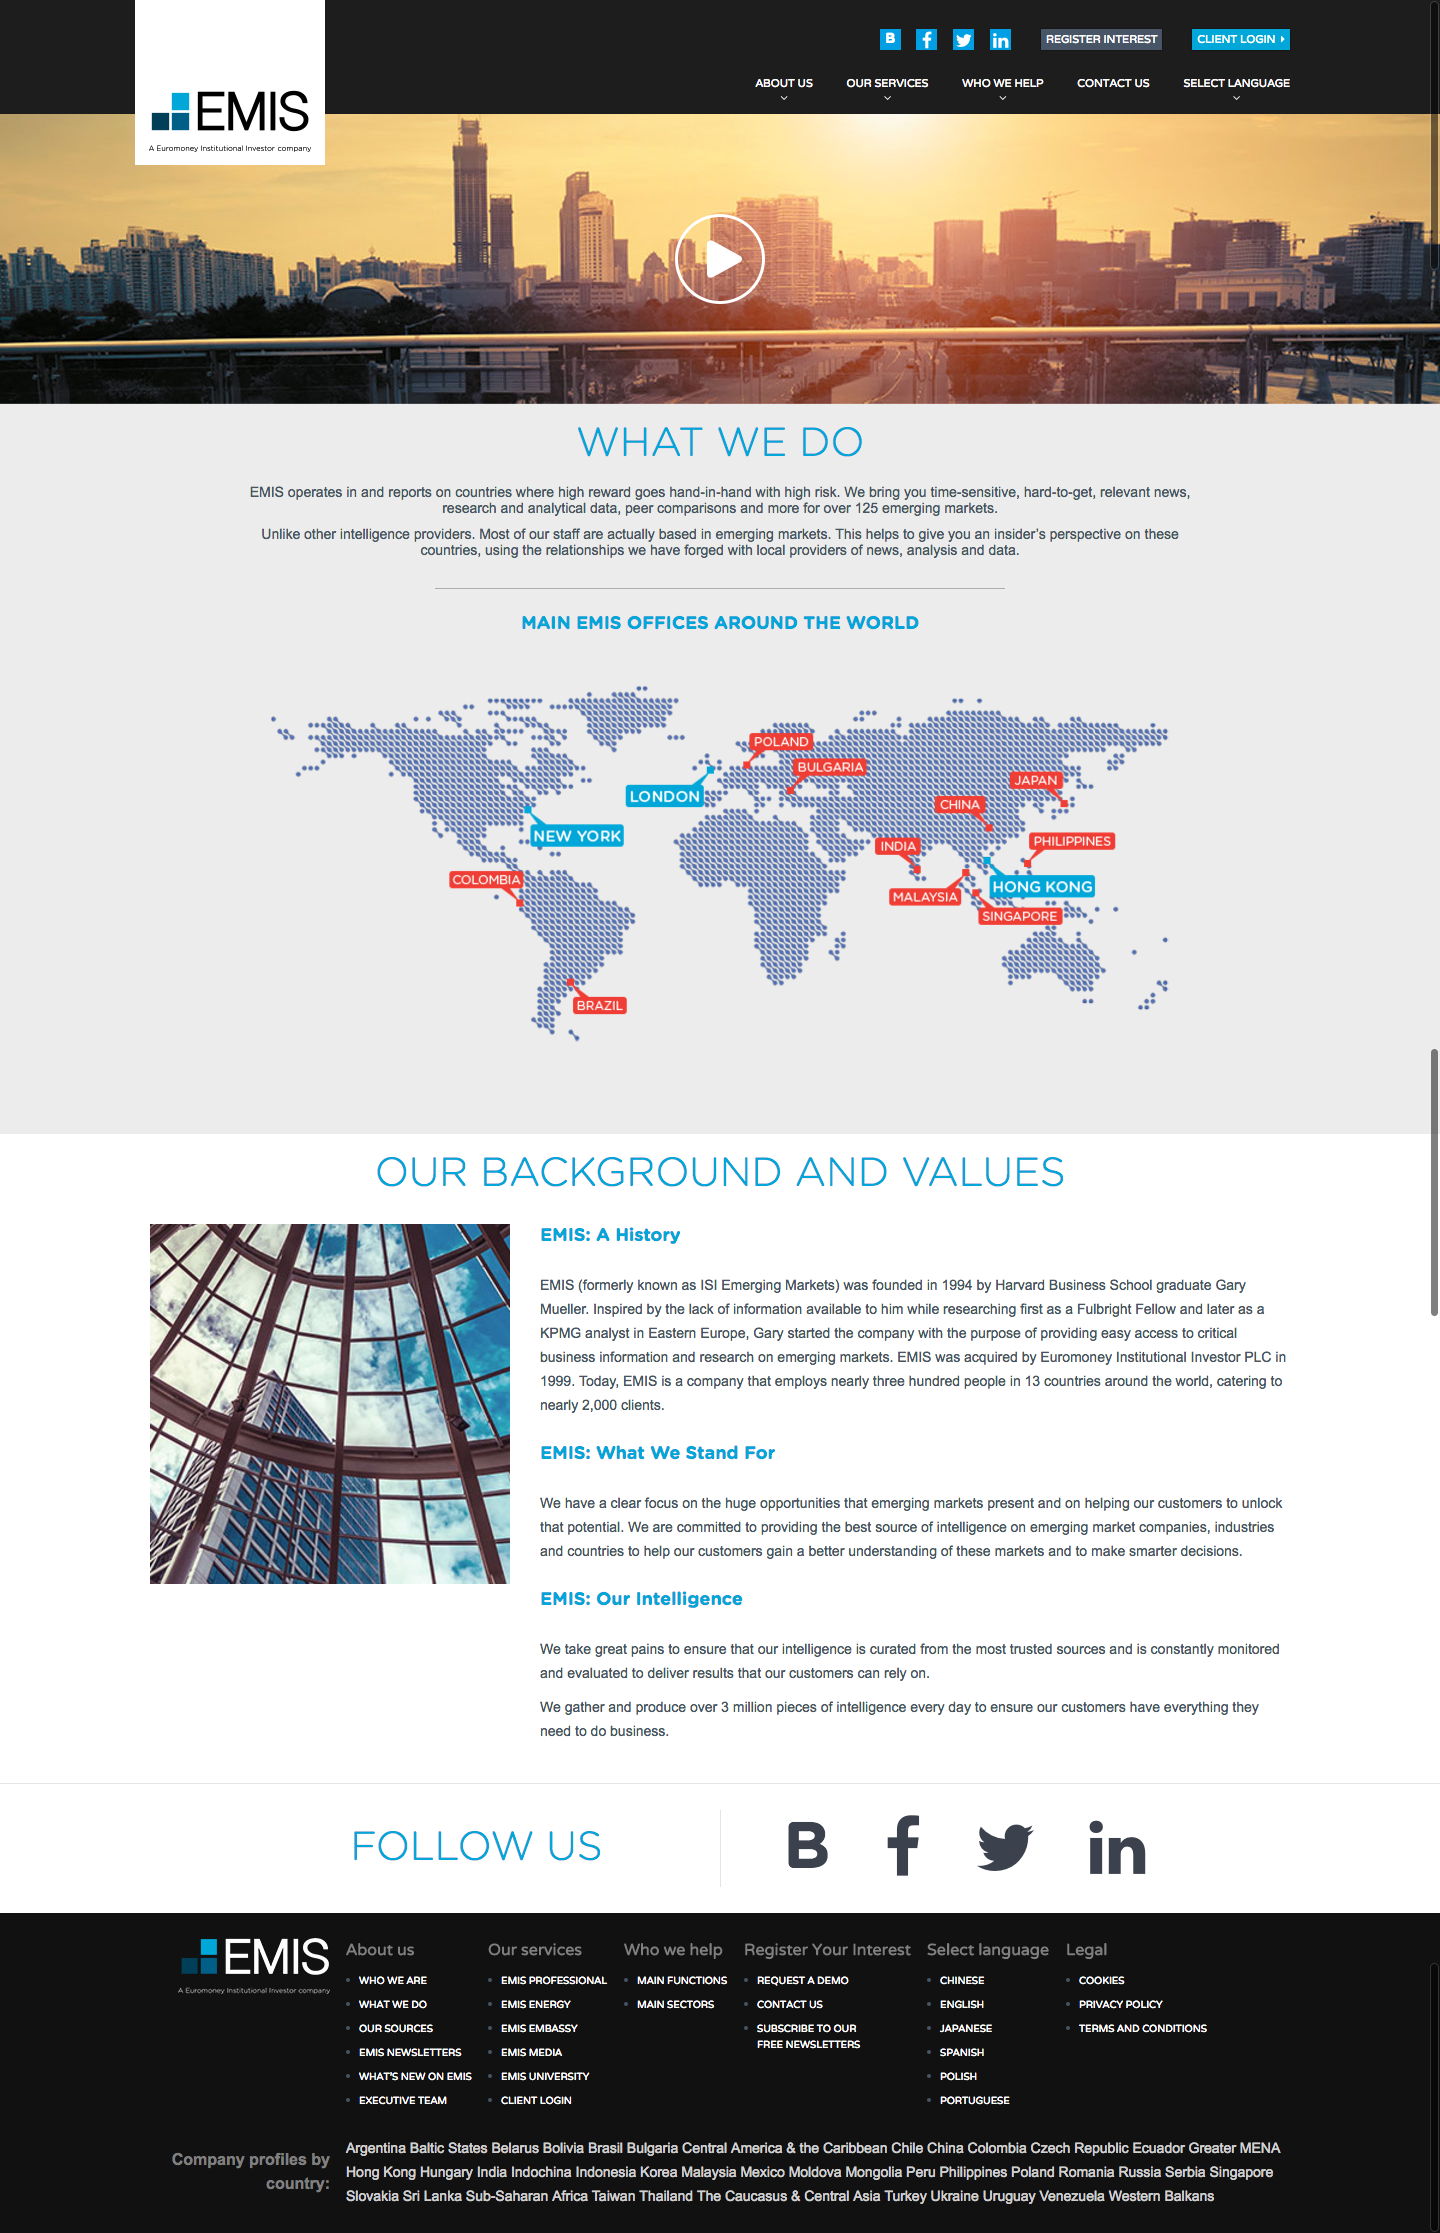 B
REGISTER INTEREST
CLIENT LOGIN
EMIS
A Euromoney Institutional Investor company
ABOUT US
OUR SERVICES
WHO WE HELP
CONTACT US
SELECT LANGUAGE
WHAT WE DO
EMIS operates in and reports on countries where high reward goes hand-in-hand with high risk. We bring you time-sensitive, hard-to-get, relevant news,
research and analytical data, peer comparisons and more for over 125 emerging markets.
Unlike other intelligence providers. Most of our staff are actually based in emerging markets. This helps to give you an insider's perspective on these
countries, using the relationships we have forged with local providers of news, analysis and data.
MAIN EMIS OFFICES AROUND THE WORLD
POLAND
BULGARIA
JAPAN
LONDON
CHINA
NEW YORK
PHILIPPINES
INDIA
COLOMBIA
HONG KONG
MALAYSIA
SINGAPORE
BRAZIL
OUR BACKGROUND AND VALUES
EMIS: A History
EMIS (formerly known as ISI Emerging Markets) was founded in 1994 by Harvard Business School graduate Gary
Mueller. Inspired by the lack of information available to him while researching first as a Fulbright Fellow and later as a
KPMG analyst in Eastern Europe, Gary started the company with the purpose of providing easy access to critical
business information and research on emerging markets. EMIS was acquired by Euromoney Institutional Investor PLC in
1999. Today, EMIS is a company that employs nearly three hundred people in 13 countries around the world, catering to
nearly 2,000 clients.
EMIS: What We Stand For
We have a clear focus on the huge opportunities that emerging markets present and on helping our customers to unlock
that potential. We are committed to providing the best source of intelligence on emerging market companies, industries
and countries to help our customers gain a better understanding of these markets and to make smarter decisions.
EMIS: Our Intelligence
We take great pains to ensure that our intelligence is curated from the most trusted sources and is constantly monitored
and evaluated to deliver results that our customers can rely on.
We gather and produce over 3 million pieces of intelligence every day to ensure our customers have everything they
need to do business.
FOLLOW US
B f in
EMIS
A Euromoney Institutional Investor company
About us
WHO WE ARE
WHAT WE DO
OUR SOURCES
EMIS NEWSLETTERS
WHAT'S NEW ON EMIS
EXECUTIVE TEAM
Our services
EMIS PROFESSIONAL
EMIS ENERGY
EMIS EMBASSY
EMIS MEDIA
EMIS UNIVERSITY
CLIENT LOGIN
Who we help
MAIN FUNCTIONS
MAIN SECTORS
Register Your Interest
REQUEST A DEMO
CONTACT US
SUBSCRIBE TO OUR
FREE NEWSLETTERS
Select language
CHINESE
ENGLISH
JAPANESE
SPANISH
POLISH
PORTUGUESE
Legal
COOKIES
PRIVACY POLICY
TERMS AND CONDITIONS
Company profiles by
country:
Argentina Baltic States Belarus Bolivia Brasil Bulgaria Central America & the Caribbean Chile China Colombia Czech Republic Ecuador Greater MENA
Hong Kong Hungary India Indochina Indonesia Korea Malaysia Mexico Moldova Mongolia Peru Philippines Poland Romania Russia Serbia Singapore
Slovakia Sri Lanka Sub-Saharan Africa Taiwan Thailand The Caucasus & Central Asia Turkey Ukraine Uruguay Venezuela Western Balkans